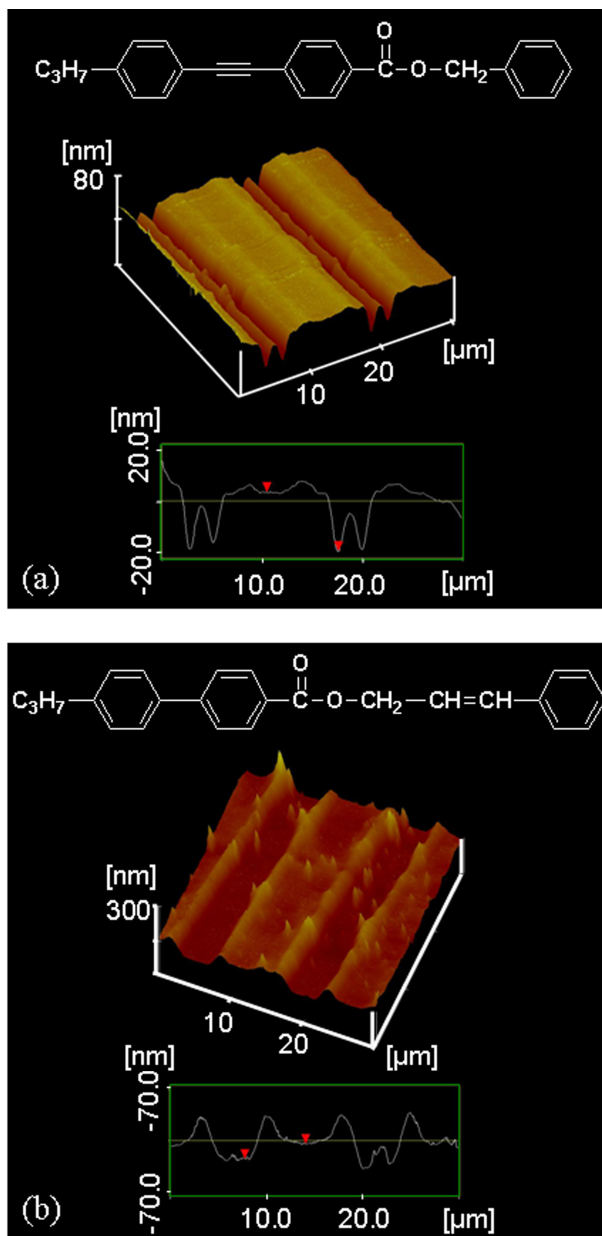 O
C₃H₇ C-O-CH₂
[nm]
80
10
20
[µm]
[nm]
20.0
-20.0
10.0 20.0 [µm]
(a)
O
C₃H₇ C-O-CH₂ CH=CH
[nm]
300
10
20
[µm]
[nm]
-70.0
-70.0
10.0 20.0 [µm]
(b)